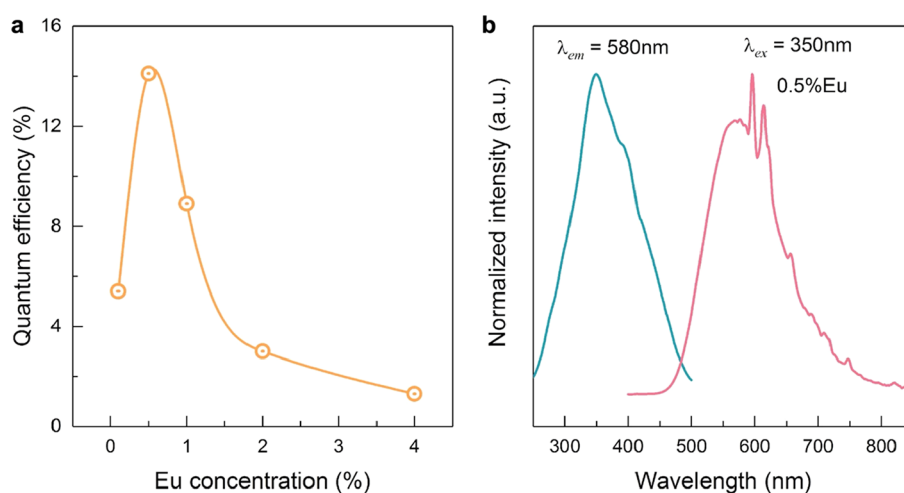 a
16
12
8
4
0
Quantum efficiency (%)
0 1 2 3 4
Eu concentration (%)
b
λem = 580nm
λex = 350nm
0.5%Eu
Normalized intensity (a.u.)
300 400 500 600 700 800
Wavelength (nm)